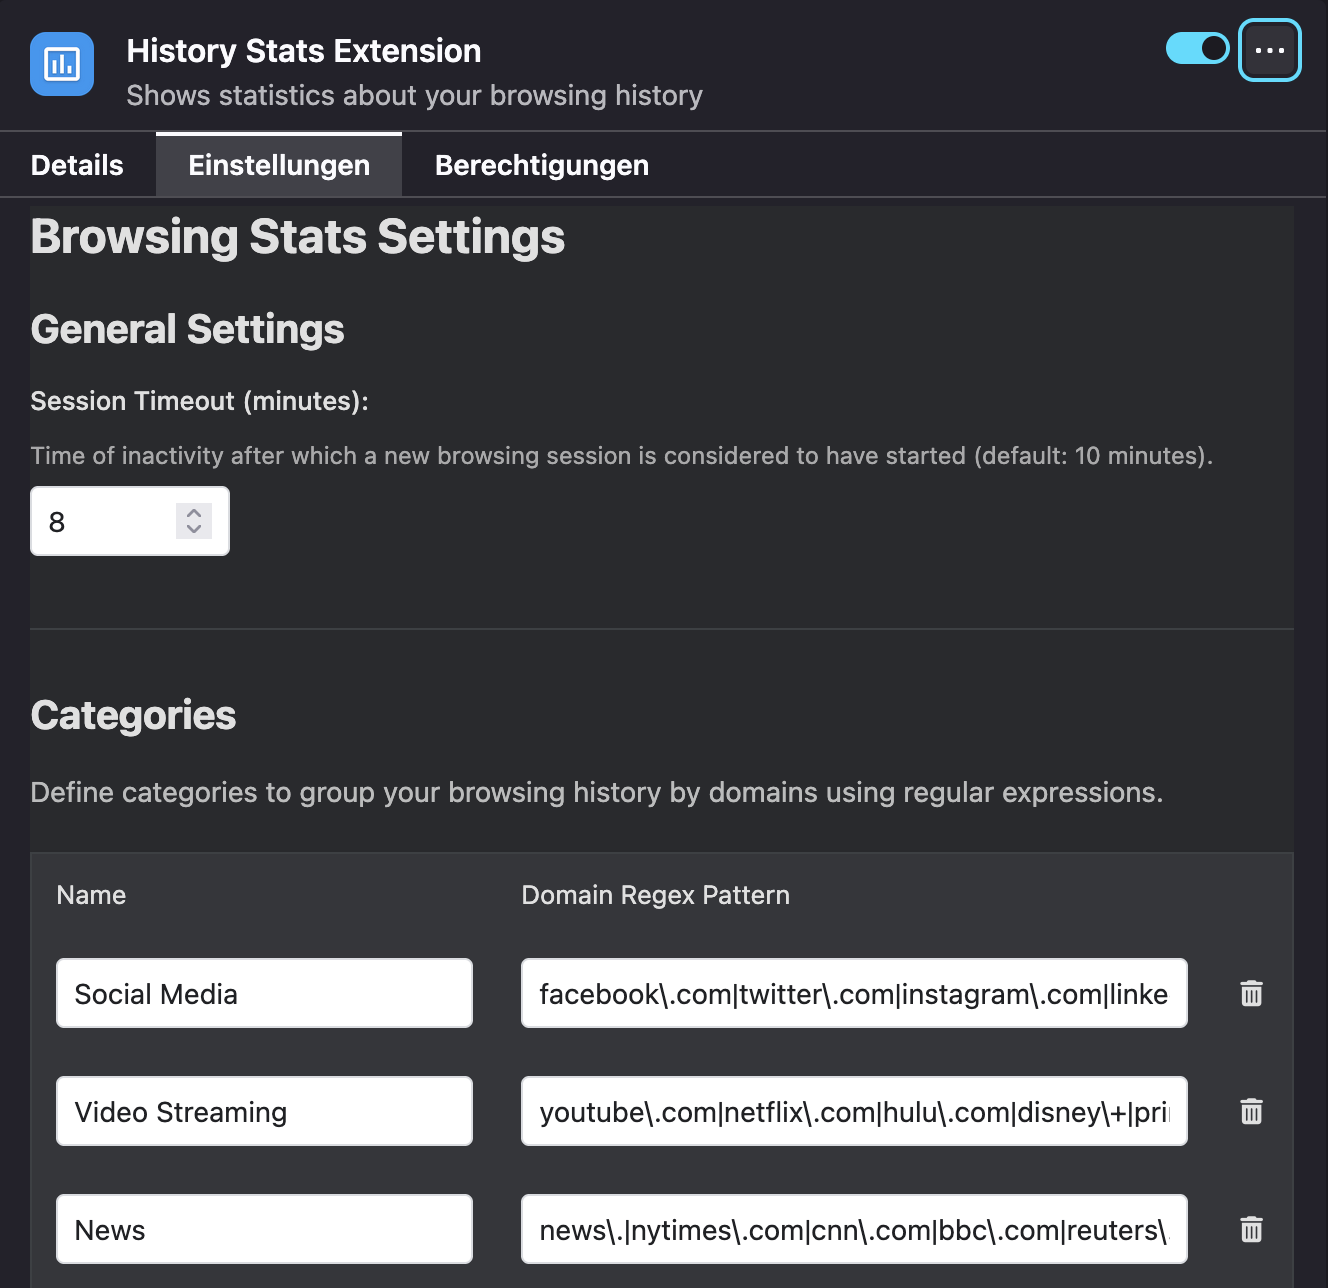 History Stats Extension
Shows statistics about your browsing history
Details
Einstellungen
Berechtigungen
Browsing Stats Settings
General Settings
Session Timeout (minutes):
Time of inactivity after which a new browsing session is considered to have started (default: 10 minutes).
8
Categories
Define categories to group your browsing history by domains using regular expressions.
Name
Domain Regex Pattern
Social Media
facebook\.com|twitter\.com|instagram\.com|linke
Video Streaming
youtube\.com|netflix\.com|hulu\.com|disney\+|pri
News
news\.|nytimes\.com|cnn\.com|bbc\.com|reuters\.